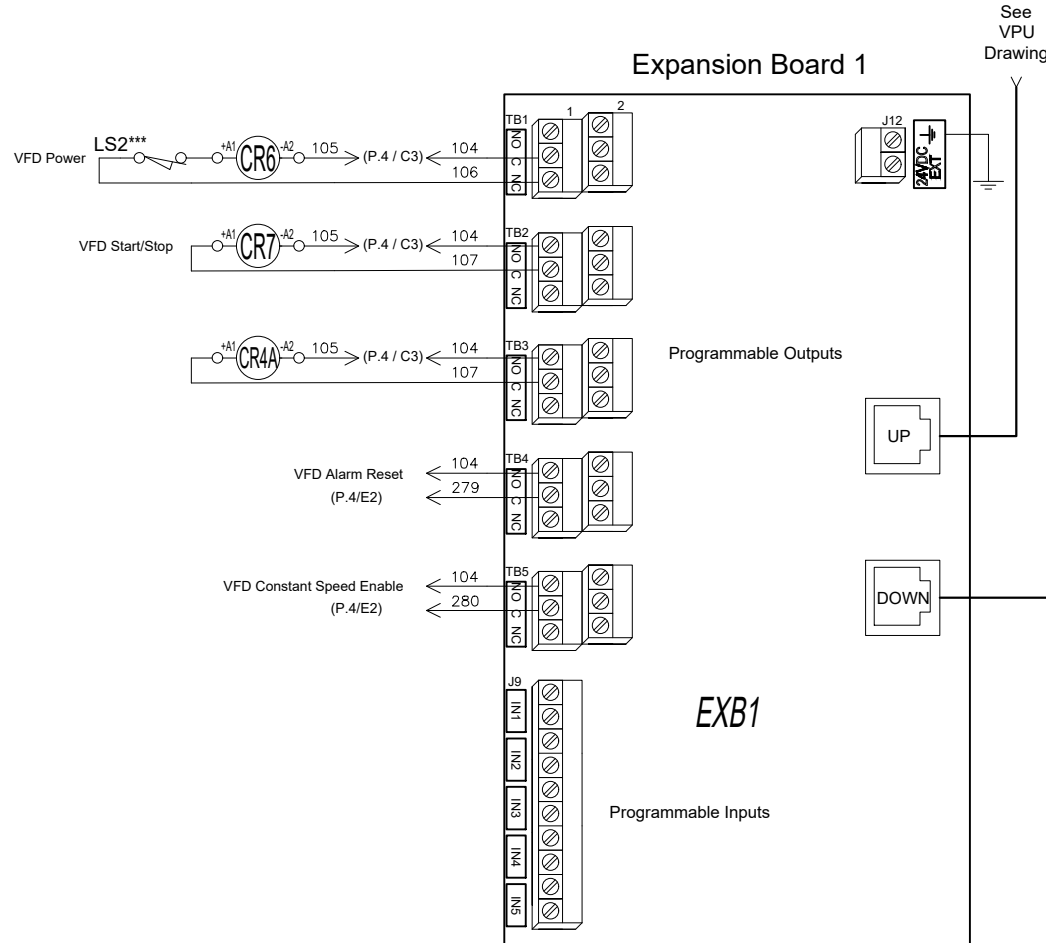 See
VPU
Drawing
Expansion Board 1
1 2
TB1
J12
LS2***
VFD Power
+A1 CR6 -A2 105 (P.4 / C3) 104
106
NO C NC
24VDC
EXT
TB2
VFD Start/Stop
+A1 CR7 -A2 105 (P.4 / C3) 104
107
NO C NC
TB3
+A1 CR4A -A2 105 (P.4 / C3) 104
107
NO C NC
Programmable Outputs
UP
TB4
VFD Alarm Reset 104
(P.4/E2) 279
NO C NC
TB5
VFD Constant Speed Enable 104
(P.4/E2) 280
NO C NC
DOWN
J9
IN1
EXB1
IN2
IN3
Programmable Inputs
IN4
IN5